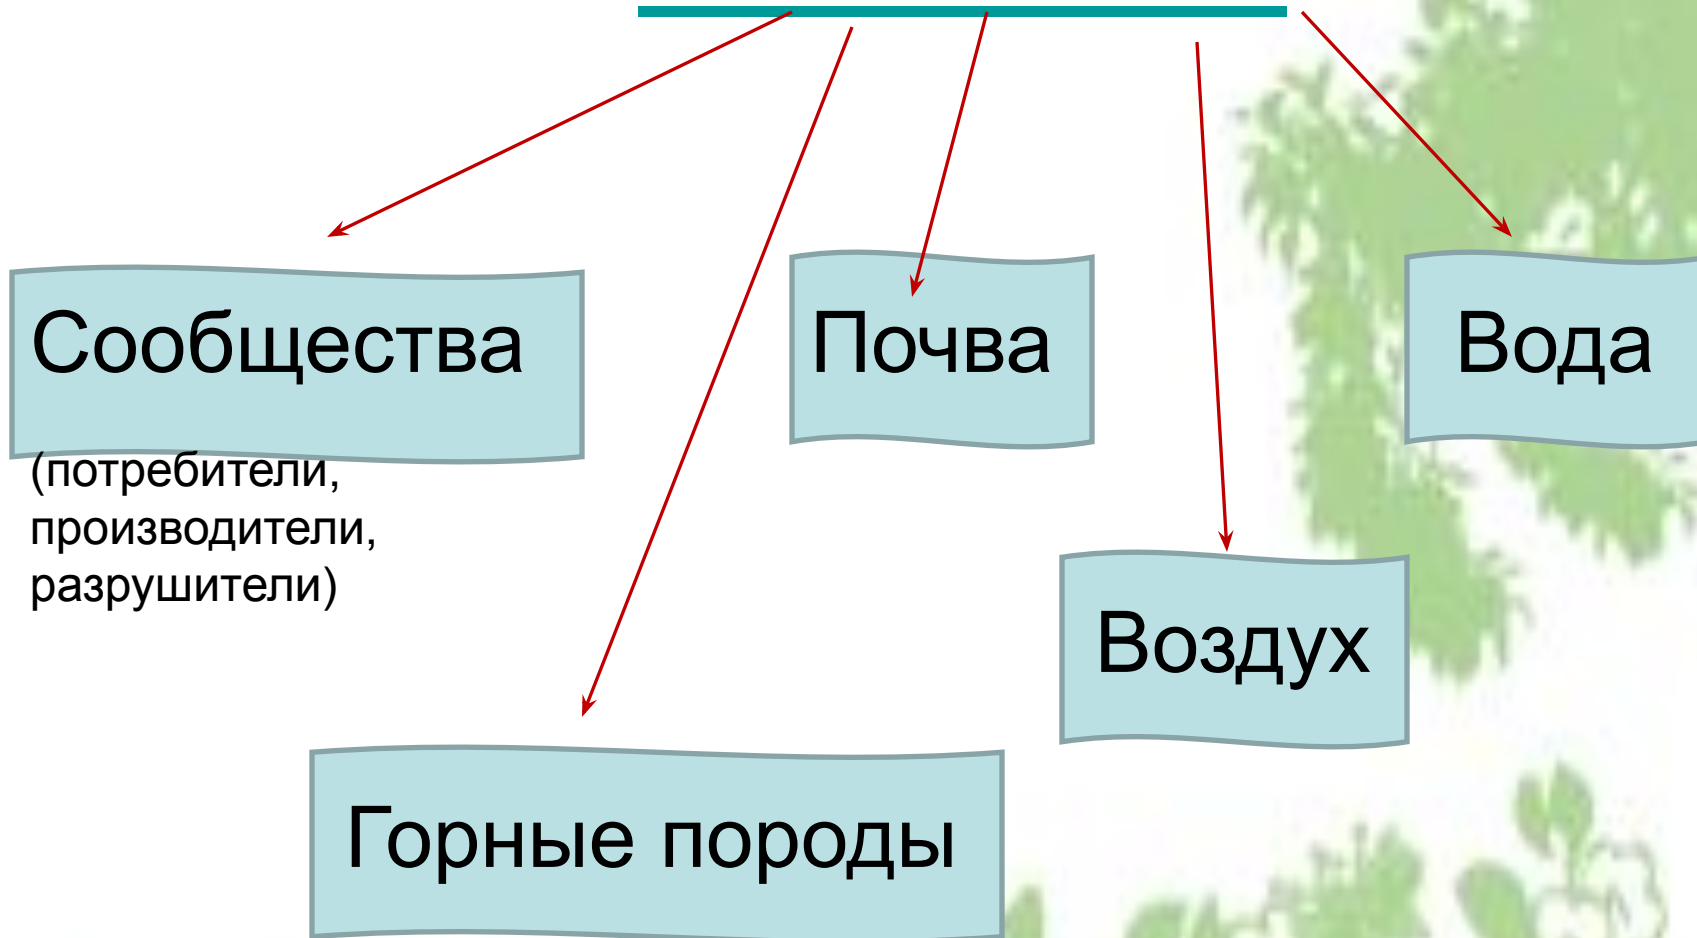 Сообщества
(потребители,
производители,
разрушители)
Почва
Вода
Воздух
Горные породы